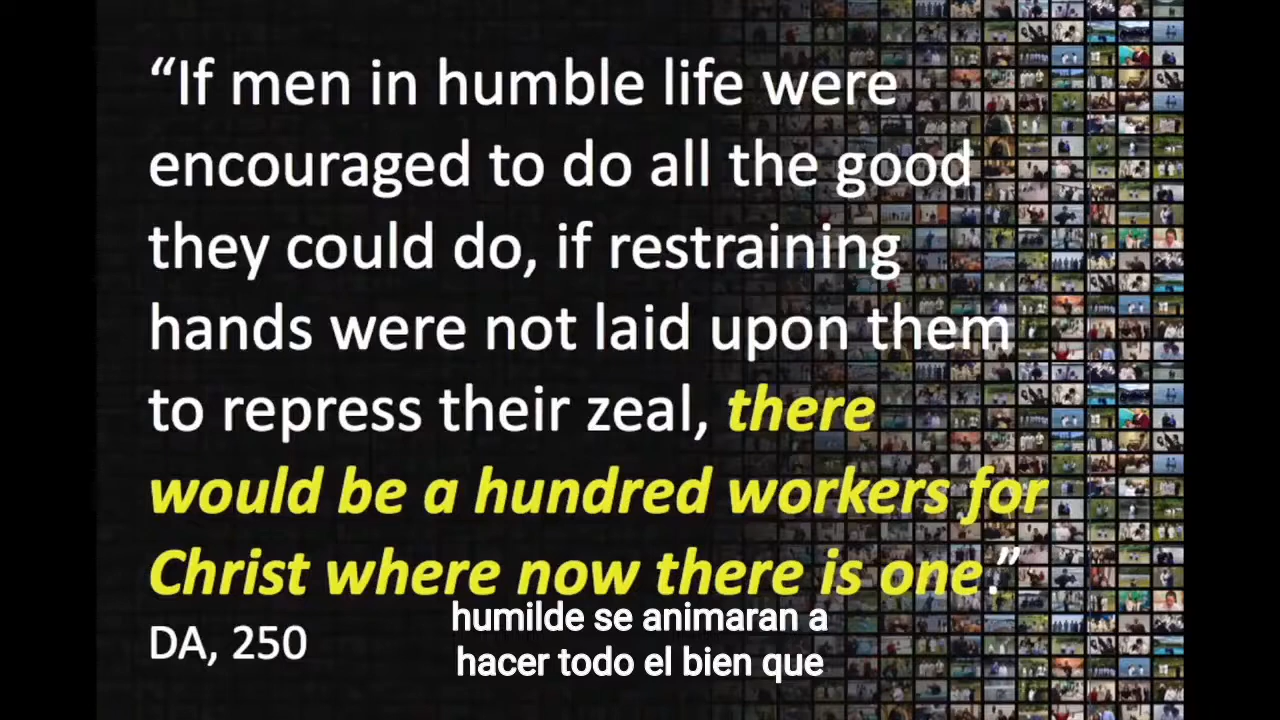 “If men in humble life were
encouraged to do all the good
they could do, if restraining
hands were not laid upon them
to repress their zeal, there
would be a hundred workers for
Christ where now there is one.”
DA, 250
humilde se animaran a
hacer todo el bien que